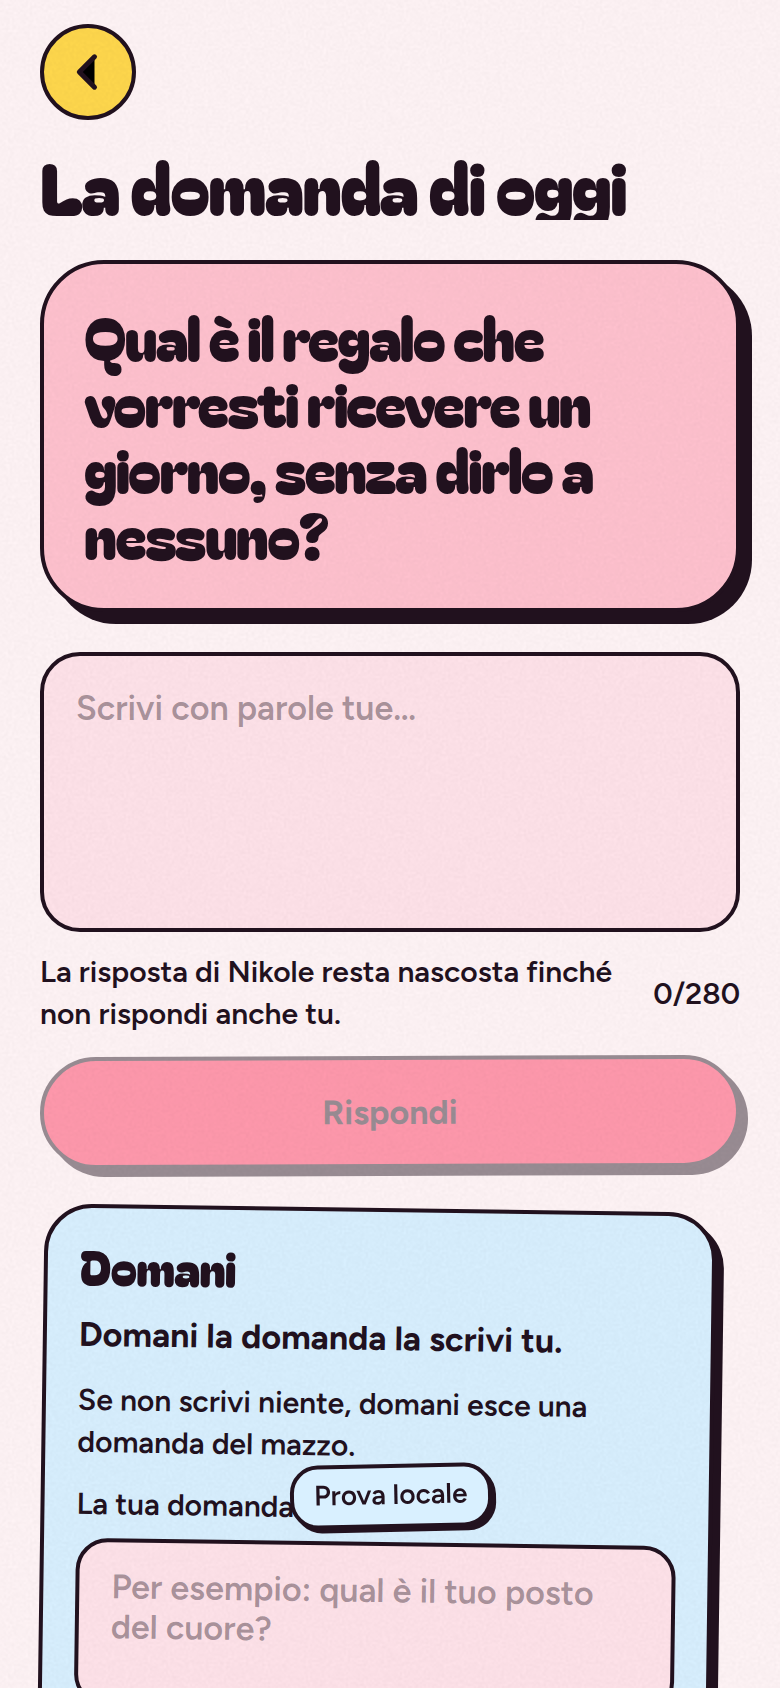 La domanda di oggi
Qual è il regalo che
vorresti ricevere un
giorno, senza dirlo a
nessuno?
Scrivi con parole tue...
La risposta di Nikole resta nascosta finché
non rispondi anche tu.
0/280
Rispondi
Domani
Domani la domanda la scrivi tu.
Se non scrivi niente, domani esce una
domanda del mazzo.
La tua domanda
Prova locale
Per esempio: qual è il tuo posto
del cuore?